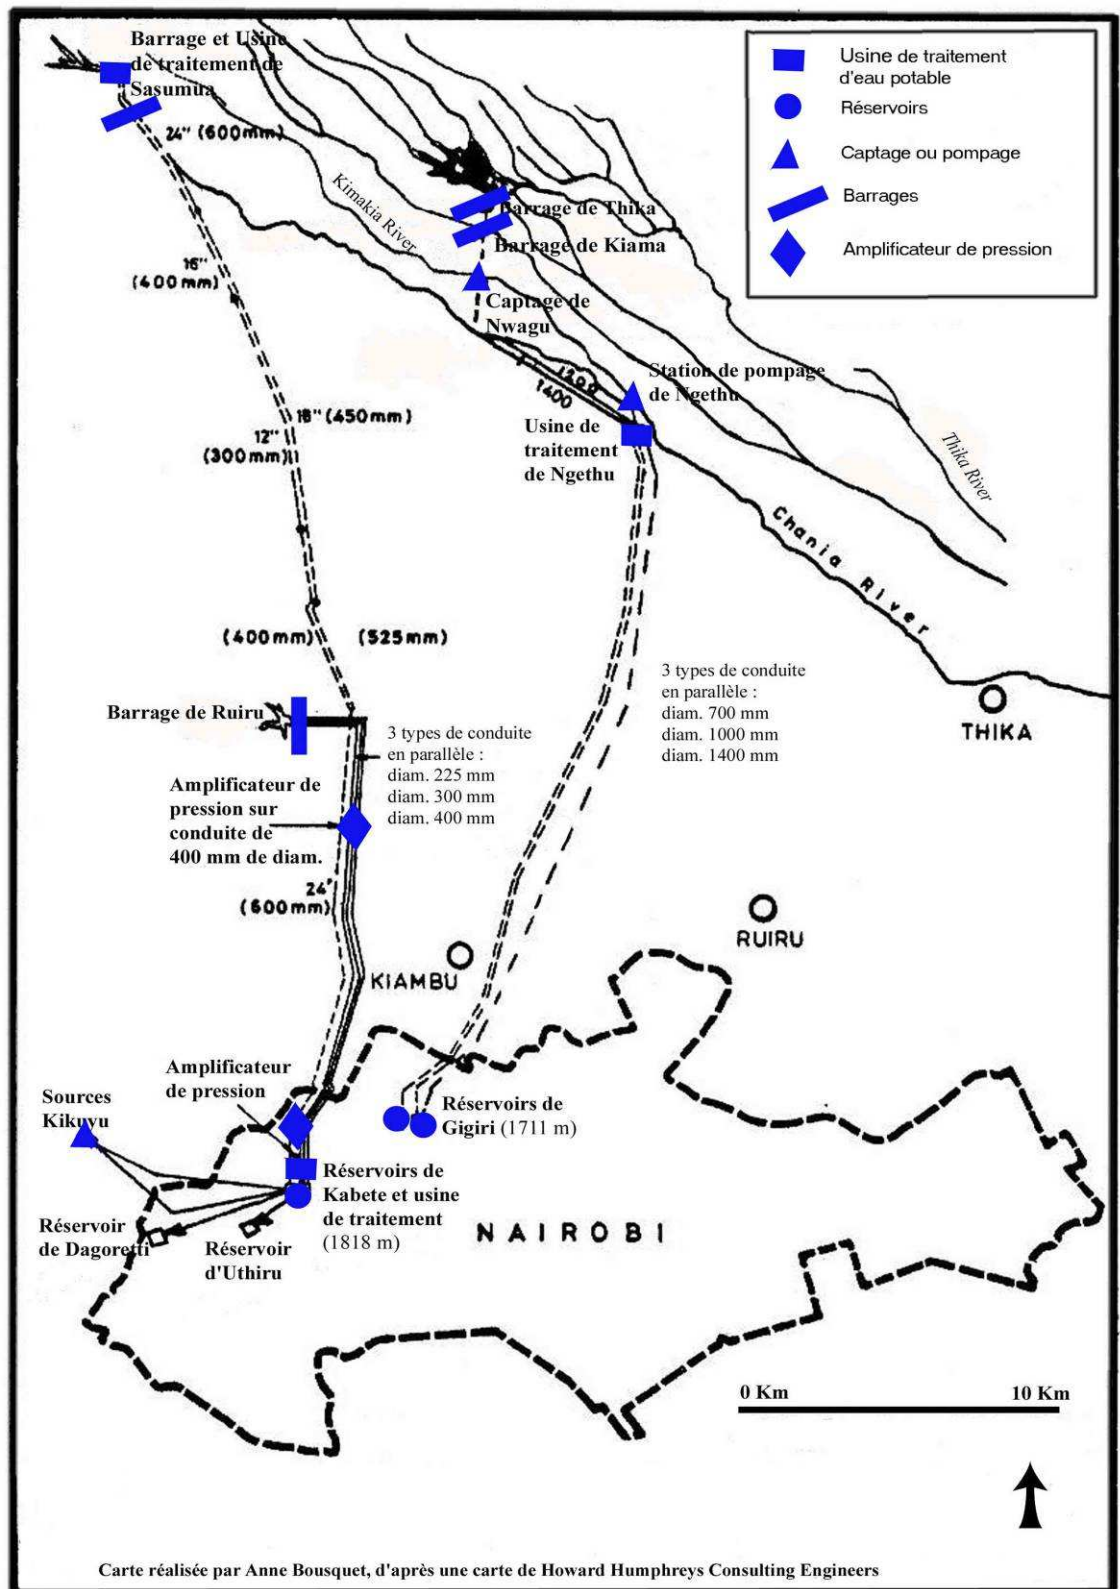 Barrage et Usine
de traitement de
Sasumua
Usine de traitement
d'eau potable
Réservoirs
Captage ou pompage
Barrages
Amplificateur de pression
24" (600mm)
Kimakia River
Barrage de Thika
Barrage de Kiama
16"
(400mm)
Captage de
Nwagu
1200
1400
Station de pompage
de Ngethu
18" (450mm)
12"
(300mm)
Usine de
traitement
de Ngethu
Thika River
Chania River
(400mm)
(525mm)
3 types de conduite
en parallèle :
diam. 700 mm
diam. 1000 mm
diam. 1400 mm
THIKA
Barrage de Ruiru
3 types de conduite
en parallèle :
diam. 225 mm
diam. 300 mm
diam. 400 mm
Amplificateur de
pression sur
conduite de
400 mm de diam.
24"
(600mm)
RUIRU
KIAMBU
Amplificateur
de pression
Sources
Kikuyu
Réservoirs de
Gigiri (1711 m)
Réservoirs de
Kabete et usine
de traitement
(1818 m)
Réservoir
de Dagoretti
Réservoir
d'Uthiru
NAIROBI
0 Km
10 Km
Carte réalisée par Anne Bousquet, d'après une carte de Howard Humphreys Consulting Engineers